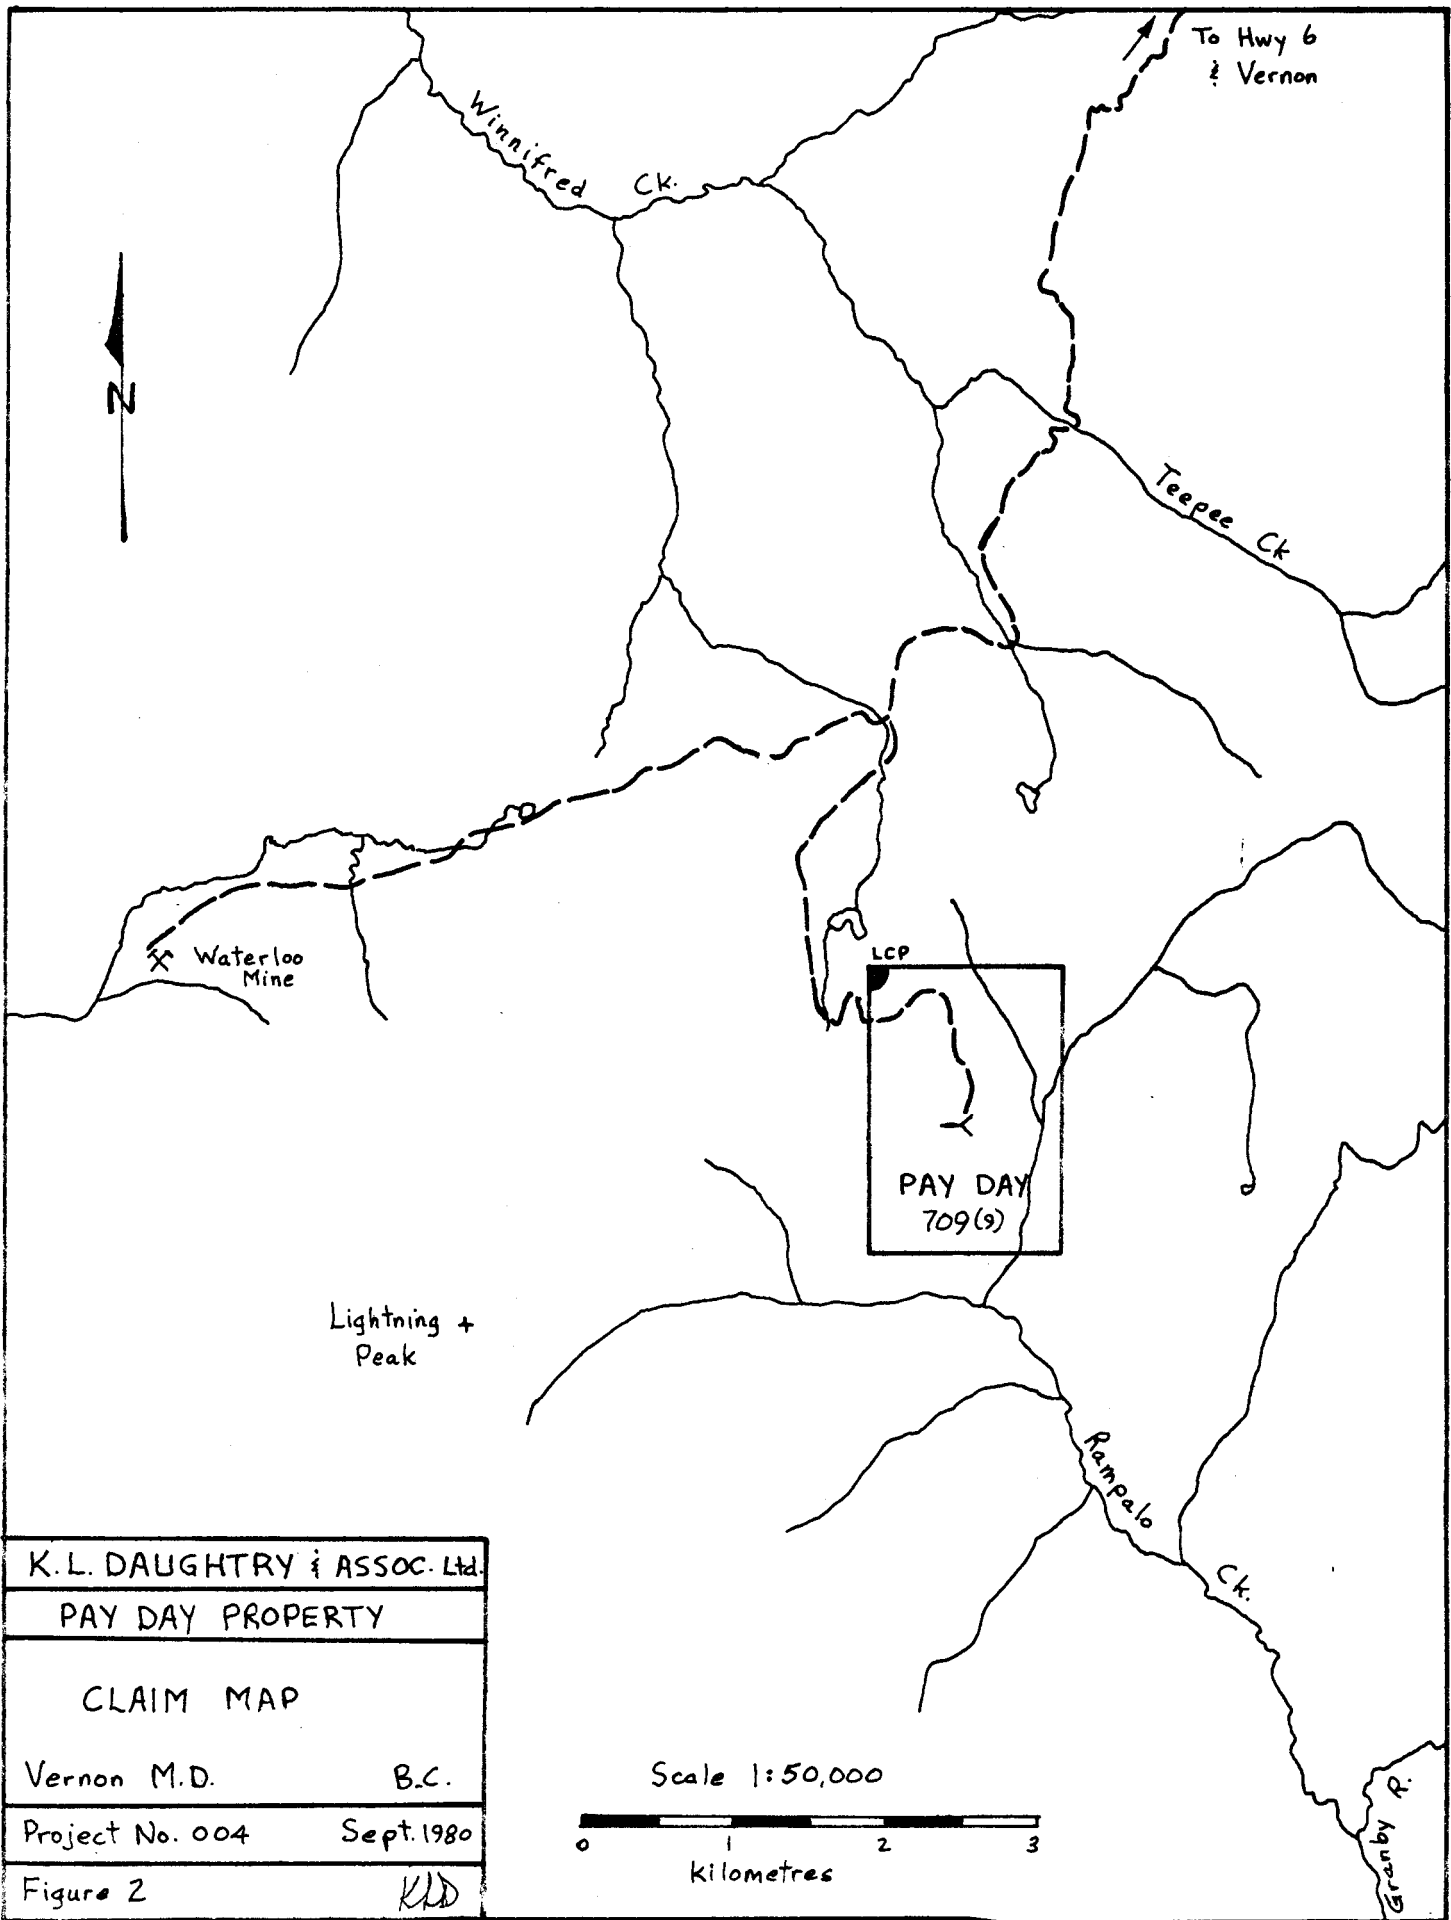 To Hwy 6
& Vernon
Winnifred Ck.
N
Teepee Ck
Waterloo
Mine
LCP
PAY DAY
709(9)
Lightning +
Peak
Rampalo Ck.
Granby R.
K.L. DAUGHTRY & ASSOC. Ltd.
PAY DAY PROPERTY
CLAIM MAP
Vernon M.D. B.C.
Project No. 004 Sept. 1980
Figure 2 KLD
Scale 1:50,000
0 1 2 3
kilometres